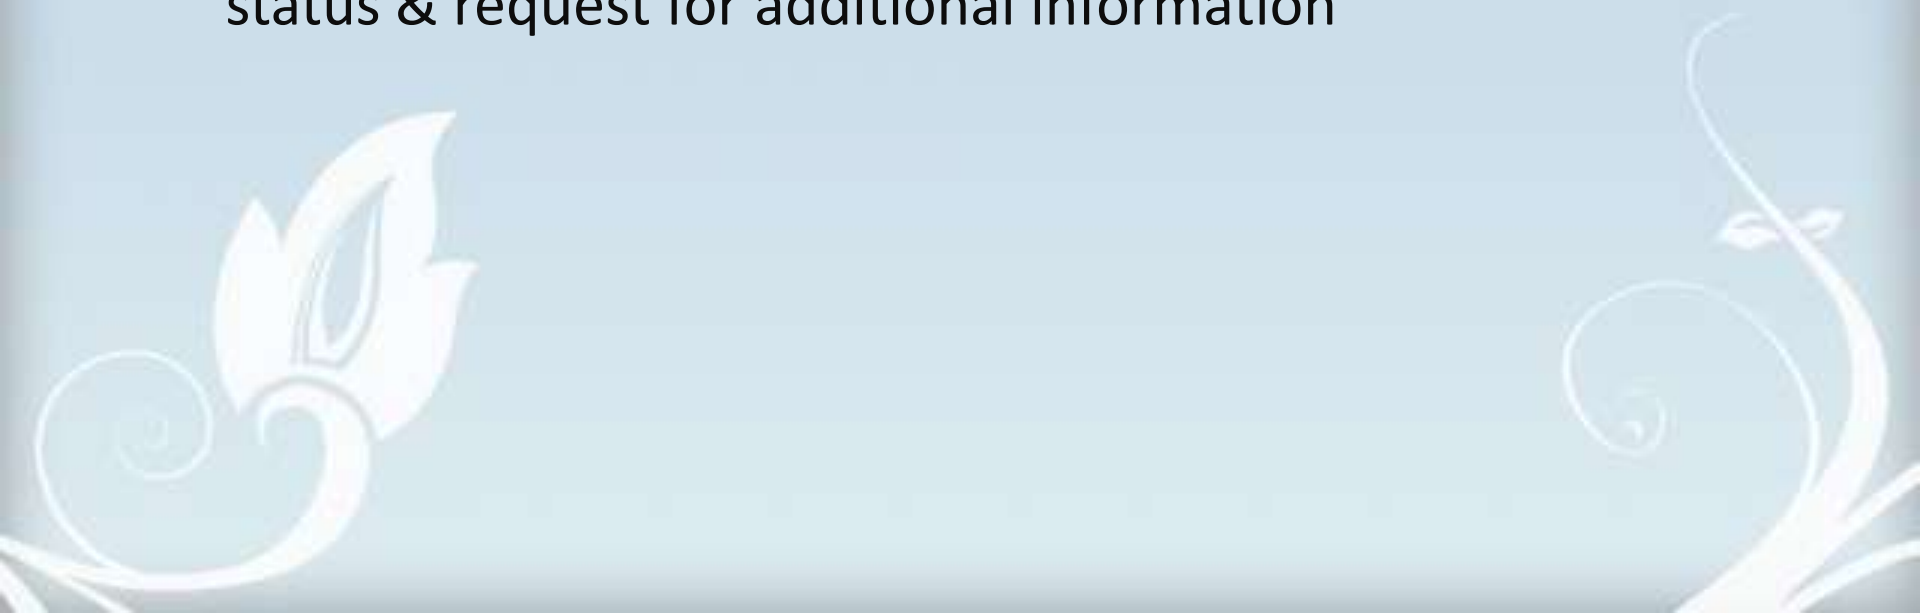 status & request for additional information